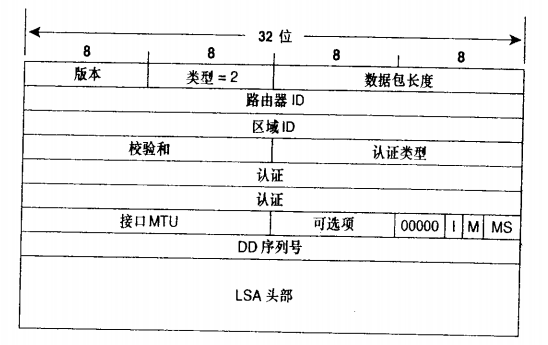 32 位
8 8 8 8
版本 类型 = 2 数据包长度
路由器 ID
区域 ID
校验和 认证类型
认证
认证
接口 MTU 可选项 00000 I M MS
DD 序列号
LSA 头部